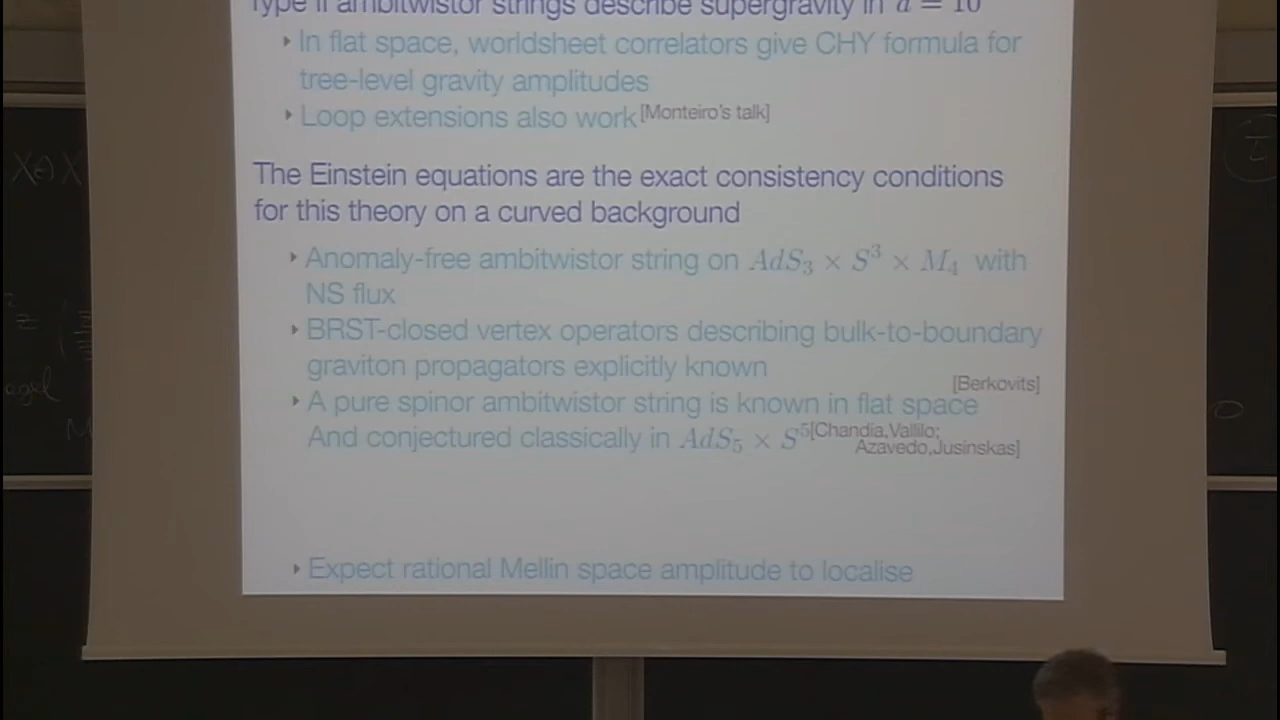 Type II ambitwistor strings describe supergravity in d = 10
‣ In flat space, worldsheet correlators give CHY formula for
tree-level gravity amplitudes
‣ Loop extensions also work [Monteiro's talk]
The Einstein equations are the exact consistency conditions
for this theory on a curved background
‣ Anomaly-free ambitwistor string on AdS₃ × S³ × M₄ with
NS flux
‣ BRST-closed vertex operators describing bulk-to-boundary
graviton propagators explicitly known
[Berkovits]
‣ A pure spinor ambitwistor string is known in flat space
And conjectured classically in AdS₅ × S⁵ [Chandia,Vallilo;
Azavedo,Jusinskas]
‣ Expect rational Mellin space amplitude to localise